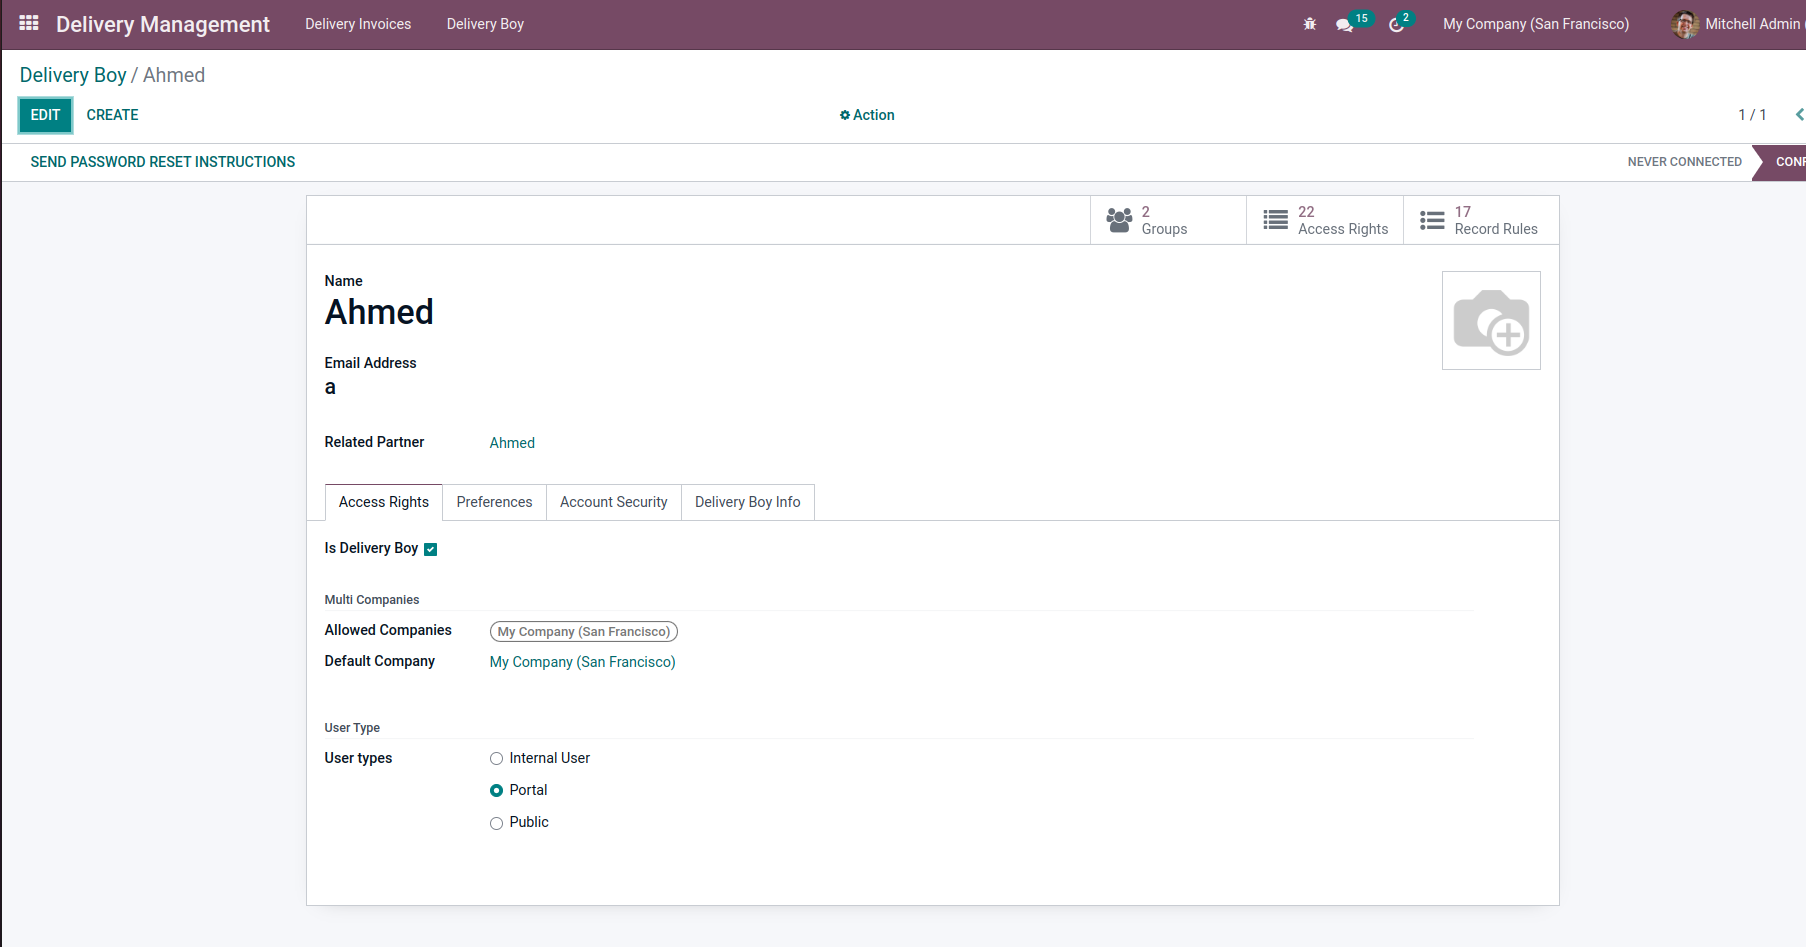 Delivery Management Delivery Invoices Delivery Boy 15 2 My Company (San Francisco) Mitchell Admin
Delivery Boy / Ahmed
EDIT CREATE Action 1 / 1
SEND PASSWORD RESET INSTRUCTIONS NEVER CONNECTED CONF
2 Groups
22 Access Rights
17 Record Rules
Name
Ahmed
Email Address
a
Related Partner Ahmed
Access Rights Preferences Account Security Delivery Boy Info
Is Delivery Boy
Multi Companies
Allowed Companies My Company (San Francisco)
Default Company My Company (San Francisco)
User Type
User types Internal User
Portal
Public